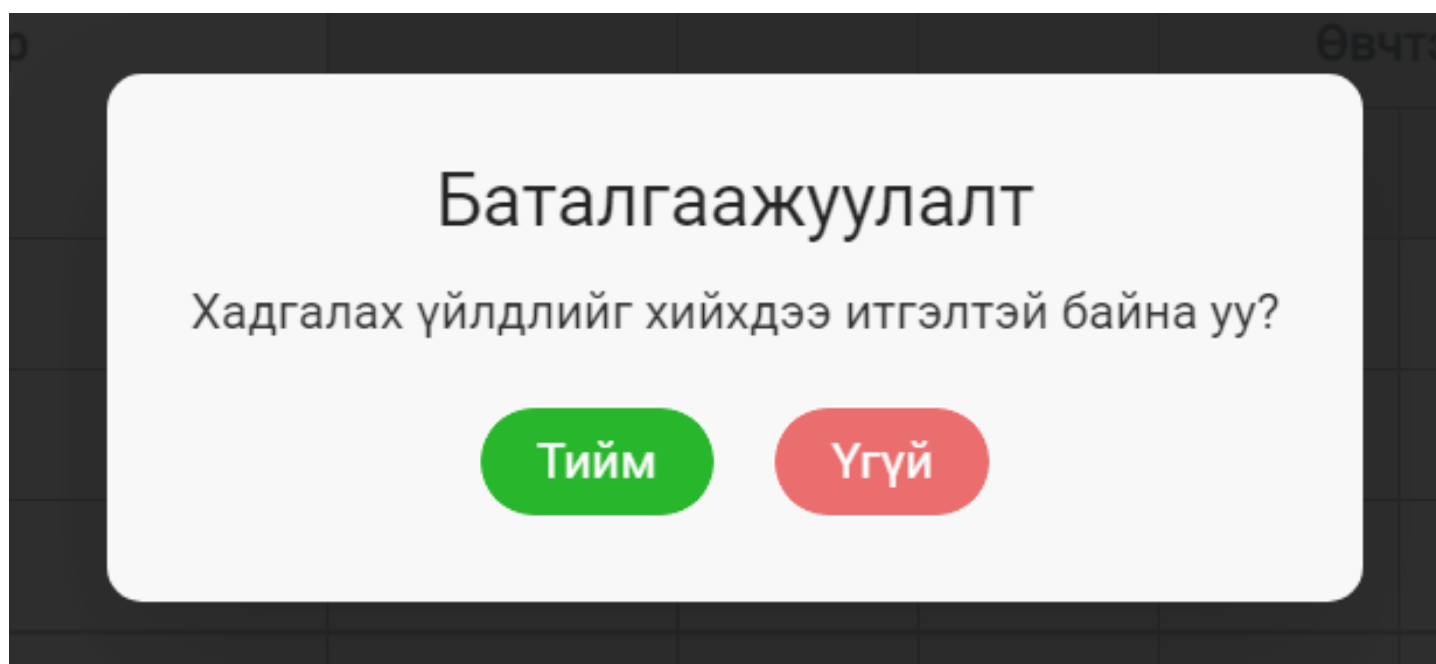 Баталгаажуулалт
Хадгалах үйлдлийг хийхдээ итгэлтэй байна уу?
Тийм
Үгүй